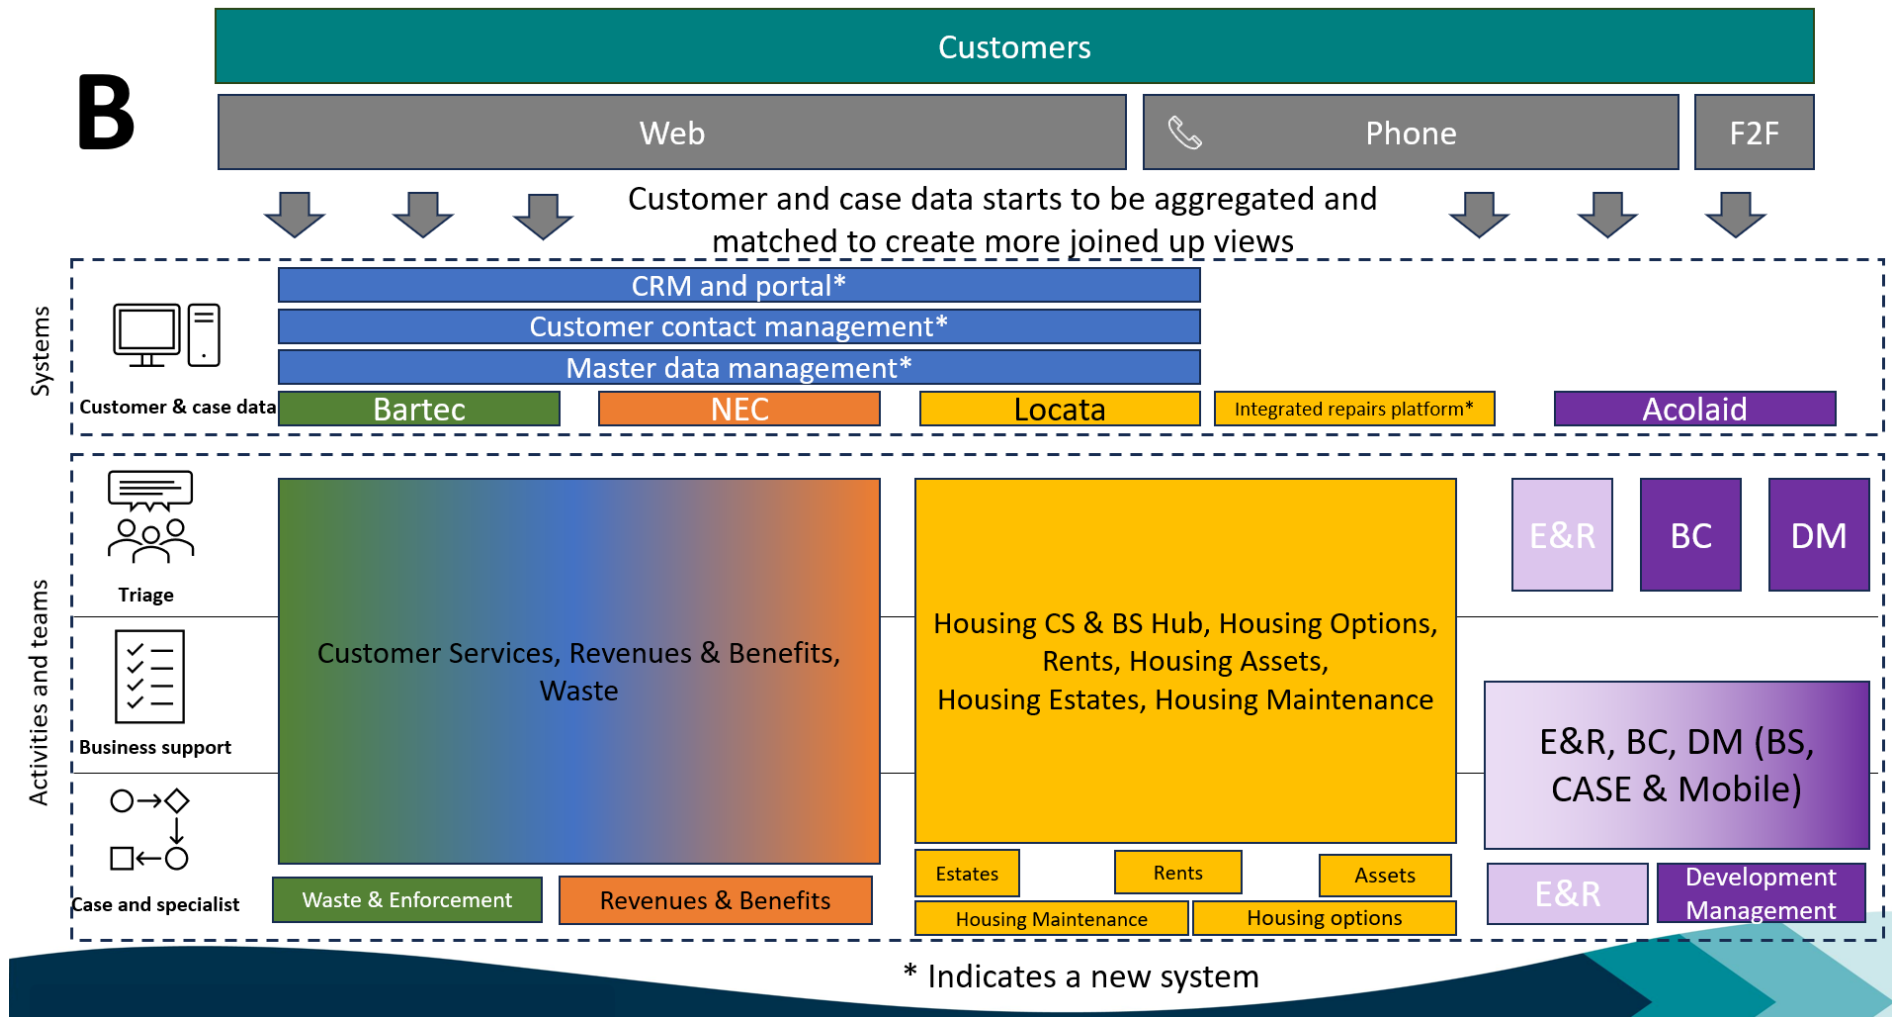 Customers
B
Web
Phone
F2F
Customer and case data starts to be aggregated and
matched to create more joined up views
Systems
CRM and portal*
Customer contact management*
Master data management*
Customer & case data
Bartec
NEC
Locata
Integrated repairs platform*
Acolaid
Activities and teams
Triage
E&R
BC
DM
Customer Services, Revenues & Benefits,
Waste
Housing CS & BS Hub, Housing Options,
Rents, Housing Assets,
Housing Estates, Housing Maintenance
Business support
E&R, BC, DM (BS,
CASE & Mobile)
Case and specialist
Waste & Enforcement
Revenues & Benefits
Estates
Rents
Assets
Housing Maintenance
Housing options
E&R
Development
Management
* Indicates a new system